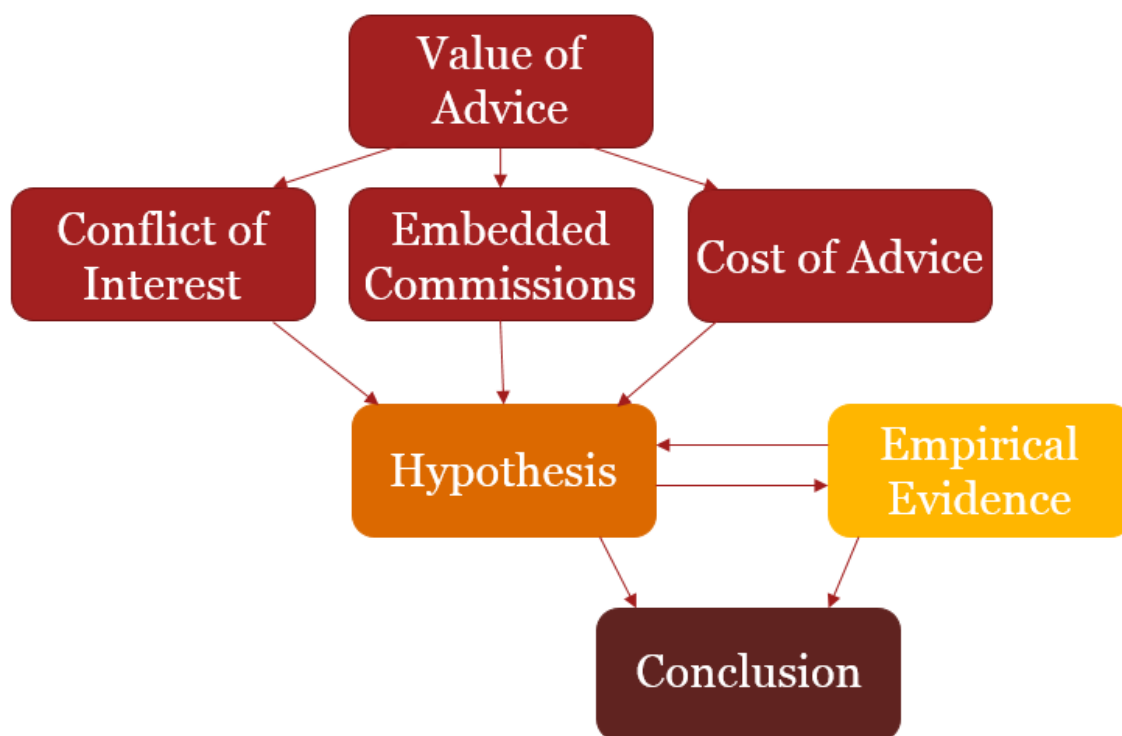 Value of
Advice
Conflict of
Interest
Embedded
Commissions
Cost of Advice
Hypothesis
Empirical
Evidence
Conclusion